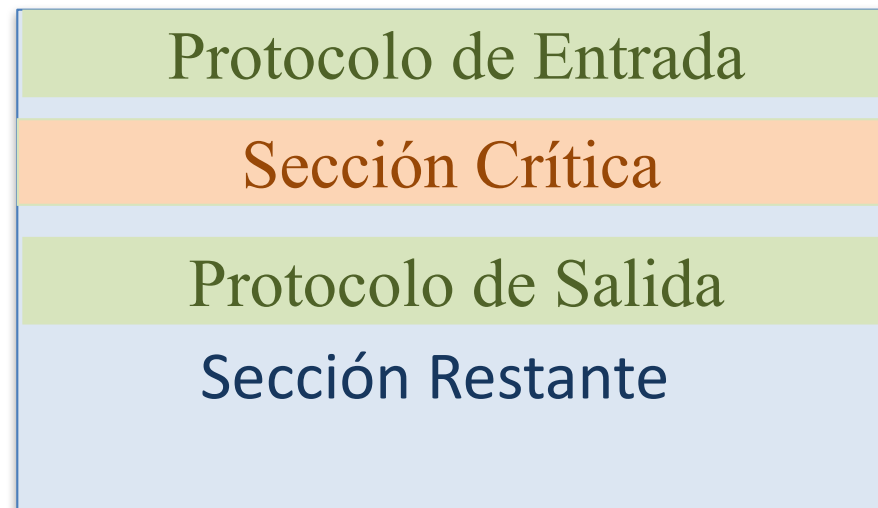 Protocolo de Entrada
Sección Crítica
Protocolo de Salida
Sección Restante